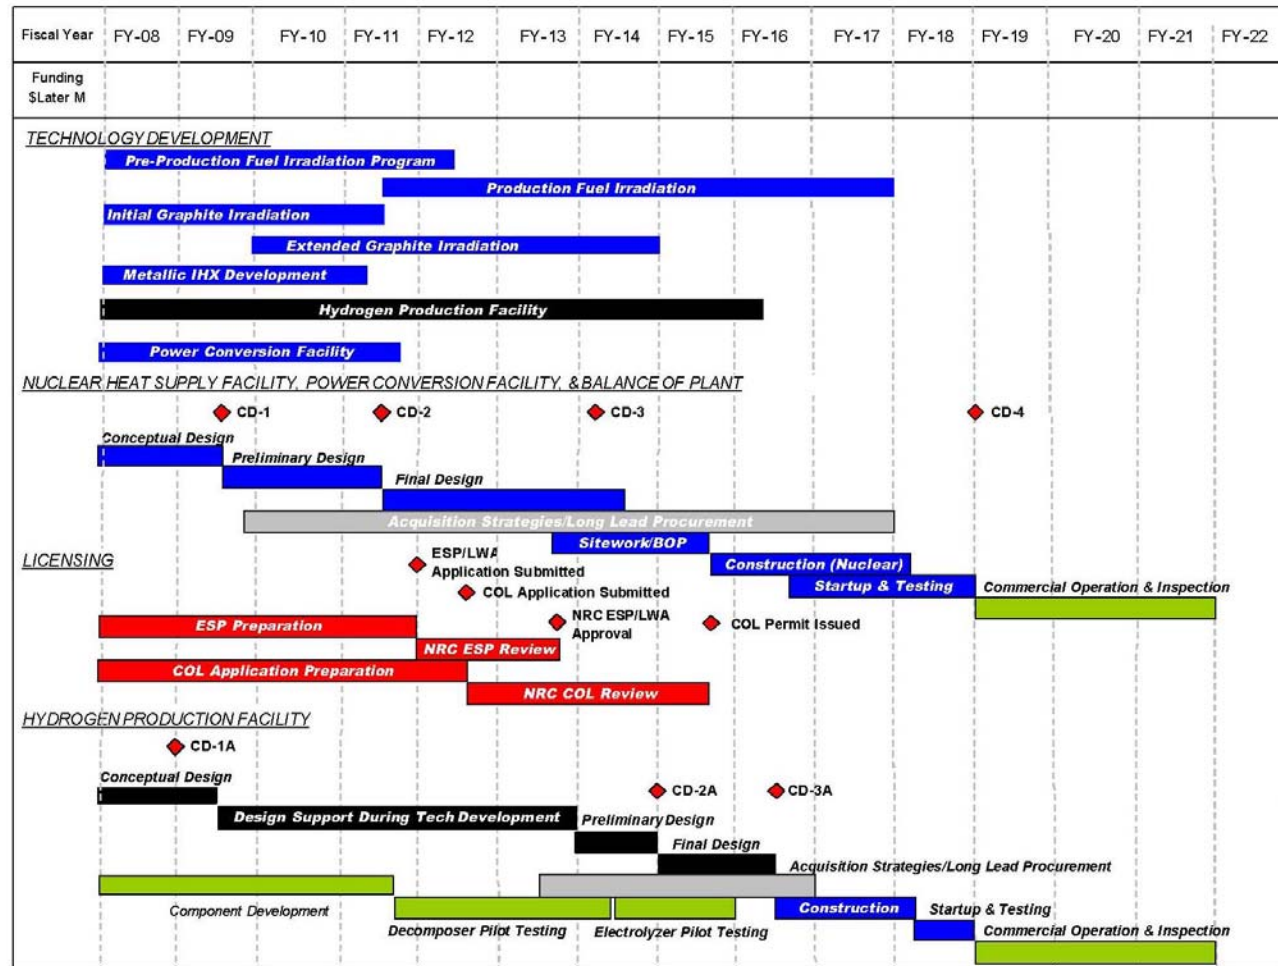 Fiscal Year FY-08 FY-09 FY-10 FY-11 FY-12 FY-13 FY-14 FY-15 FY-16 FY-17 FY-18 FY-19 FY-20 FY-21 FY-22
Funding
$Later M
TECHNOLOGY DEVELOPMENT
Pre-Production Fuel Irradiation Program
Production Fuel Irradiation
Initial Graphite Irradiation
Extended Graphite Irradiation
Metallic IHX Development
Hydrogen Production Facility
Power Conversion Facility
NUCLEAR HEAT SUPPLY FACILITY, POWER CONVERSION FACILITY, & BALANCE OF PLANT
CD-1 CD-2 CD-3 CD-4
Conceptual Design
Preliminary Design
Final Design
Acquisition Strategies/Long Lead Procurement
Sitework/BOP
LICENSING
ESP/LWA
Application Submitted
Construction (Nuclear)
Startup & Testing
Commercial Operation & Inspection
COL Application Submitted
NRC ESP/LWA
Approval
COL Permit Issued
ESP Preparation
NRC ESP Review
COL Application Preparation
NRC COL Review
HYDROGEN PRODUCTION FACILITY
CD-1A
Conceptual Design
CD-2A CD-3A
Design Support During Tech Development
Preliminary Design
Final Design
Acquisition Strategies/Long Lead Procurement
Component Development
Construction
Startup & Testing
Decomposer Pilot Testing
Electrolyzer Pilot Testing
Commercial Operation & Inspection